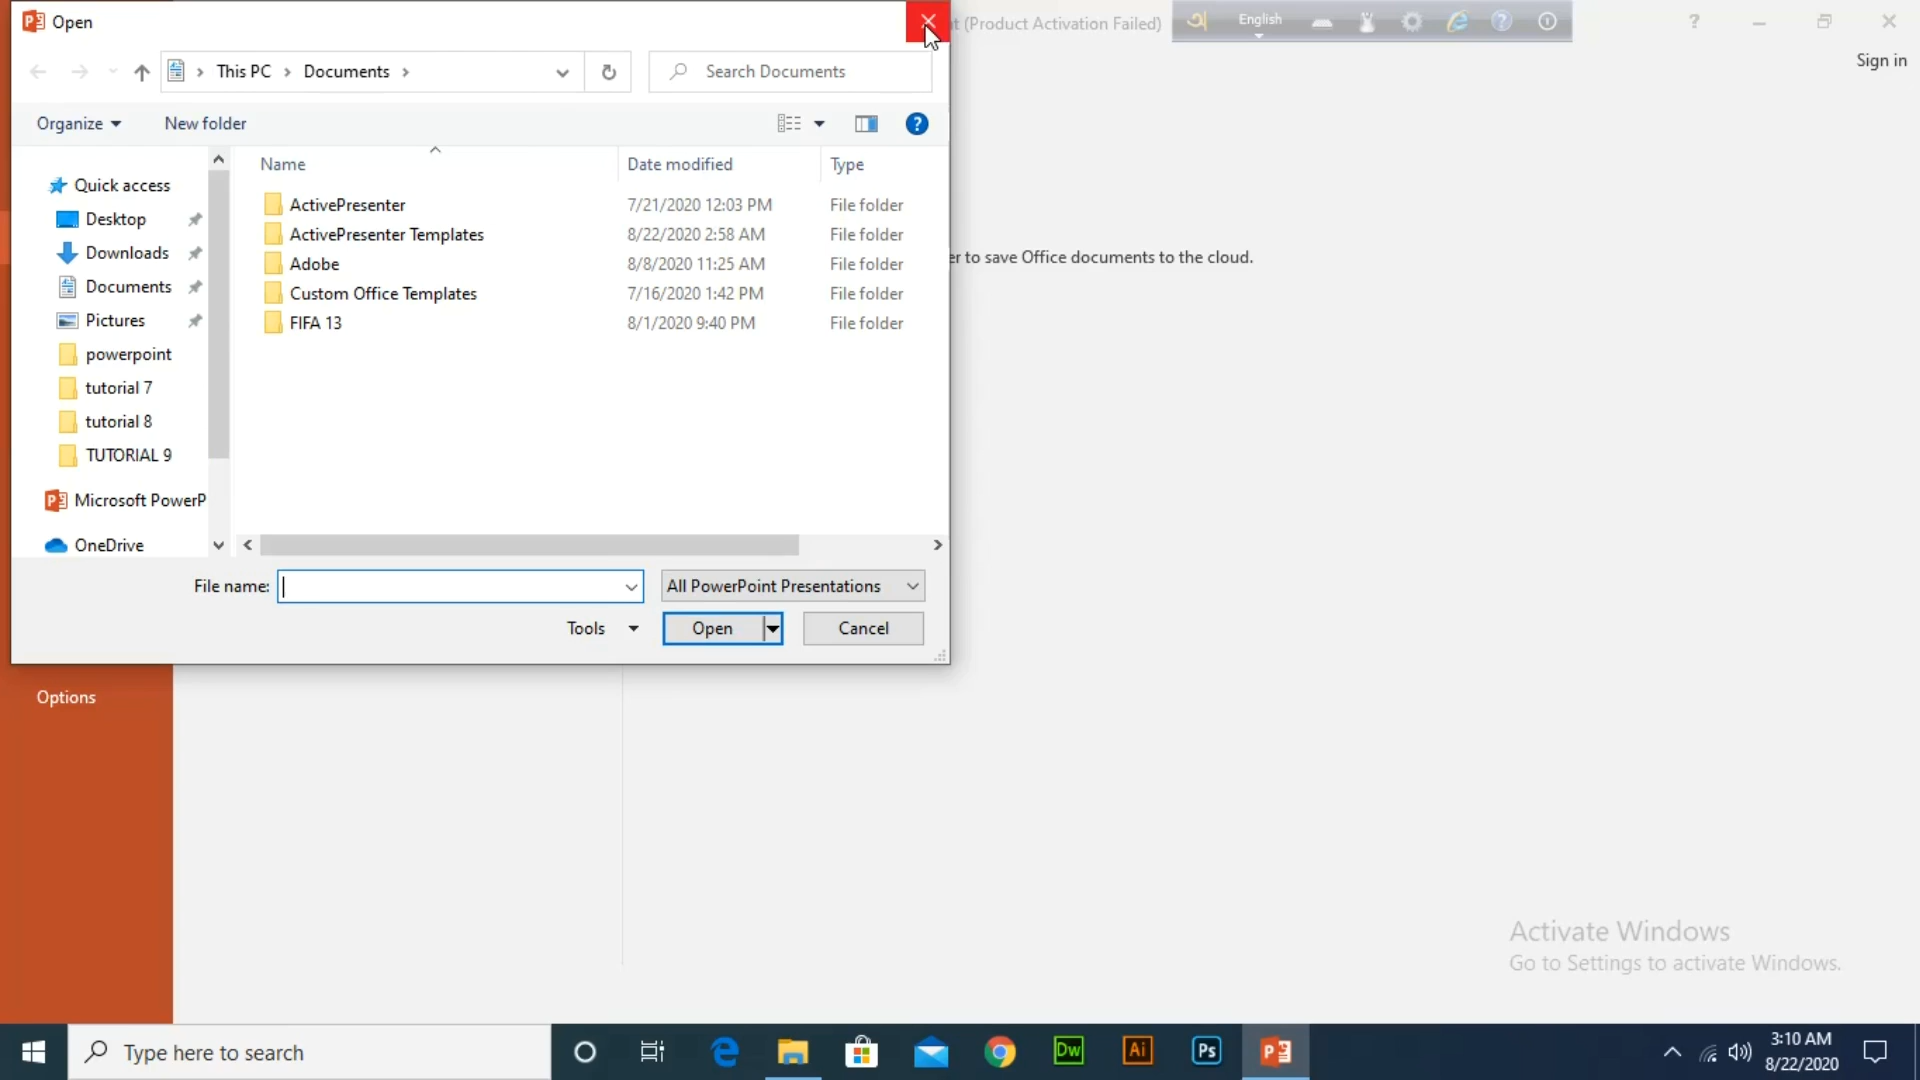 Open
t (Product Activation Failed)
English
Sign in
This PC
Documents
Search Documents
Organize
New folder
Name
Date modified
Type
Quick access
Desktop
Downloads
Documents
Pictures
powerpoint
tutorial 7
tutorial 8
TUTORIAL 9
Microsoft PowerP
OneDrive
ActivePresenter 7/21/2020 12:03 PM File folder
ActivePresenter Templates 8/22/2020 2:58 AM File folder
Adobe 8/8/2020 11:25 AM File folder
Custom Office Templates 7/16/2020 1:42 PM File folder
FIFA 13 8/1/2020 9:40 PM File folder
er to save Office documents to the cloud.
File name:
All PowerPoint Presentations
Tools
Open
Cancel
Options
Activate Windows
Go to Settings to activate Windows.
Type here to search
Dw
Ai
Ps
3:10 AM
8/22/2020